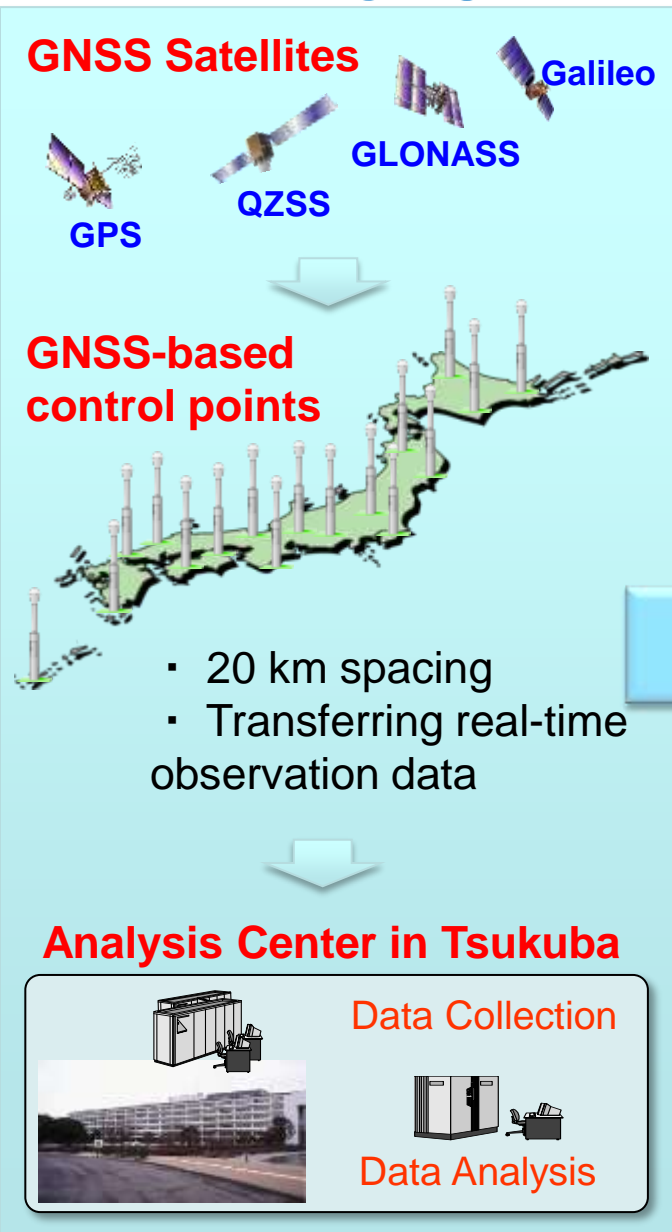 GNSS Satellites
Galileo
GLONASS
QZSS
GPS
GNSS-based
control points
・ 20 km spacing
・ Transferring real-time
observation data
Analysis Center in Tsukuba
Data Collection
Data Analysis